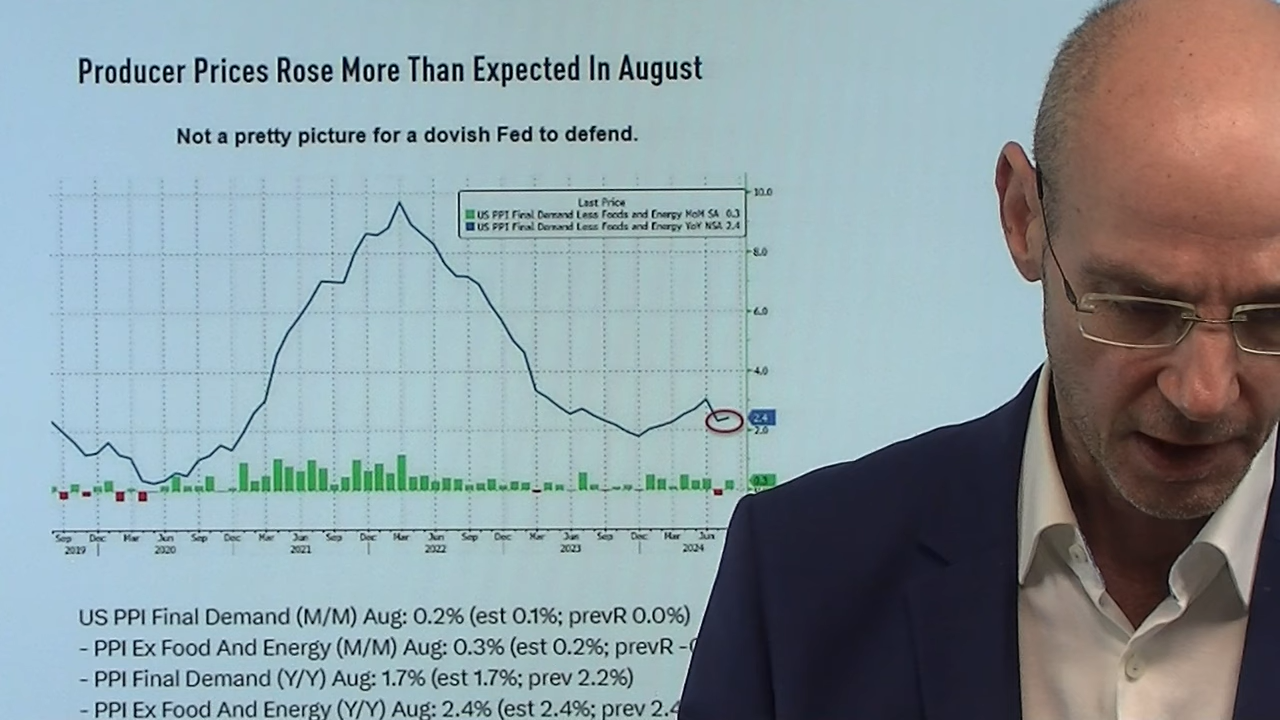 Producer Prices Rose More Than Expected In August
Not a pretty picture for a dovish Fed to defend.
Last Price
US PPI Final Demand Less Foods and Energy MoM SA 0.3
US PPI Final Demand Less Foods and Energy YoY NSA 2.4
10.0
8.0
6.0
4.0
2.4
2.0
0.3
Sep Dec Mar Jun Sep Dec Mar Jun Sep Dec Mar Jun Sep Dec Mar Jun Sep Dec Mar Jun
2019 2020 2021 2022 2023 2024
US PPI Final Demand (M/M) Aug: 0.2% (est 0.1%; prevR 0.0%)
- PPI Ex Food And Energy (M/M) Aug: 0.3% (est 0.2%; prevR -
- PPI Final Demand (Y/Y) Aug: 1.7% (est 1.7%; prev 2.2%)
- PPI Ex Food And Energy (Y/Y) Aug: 2.4% (est 2.4%; prev 2.4